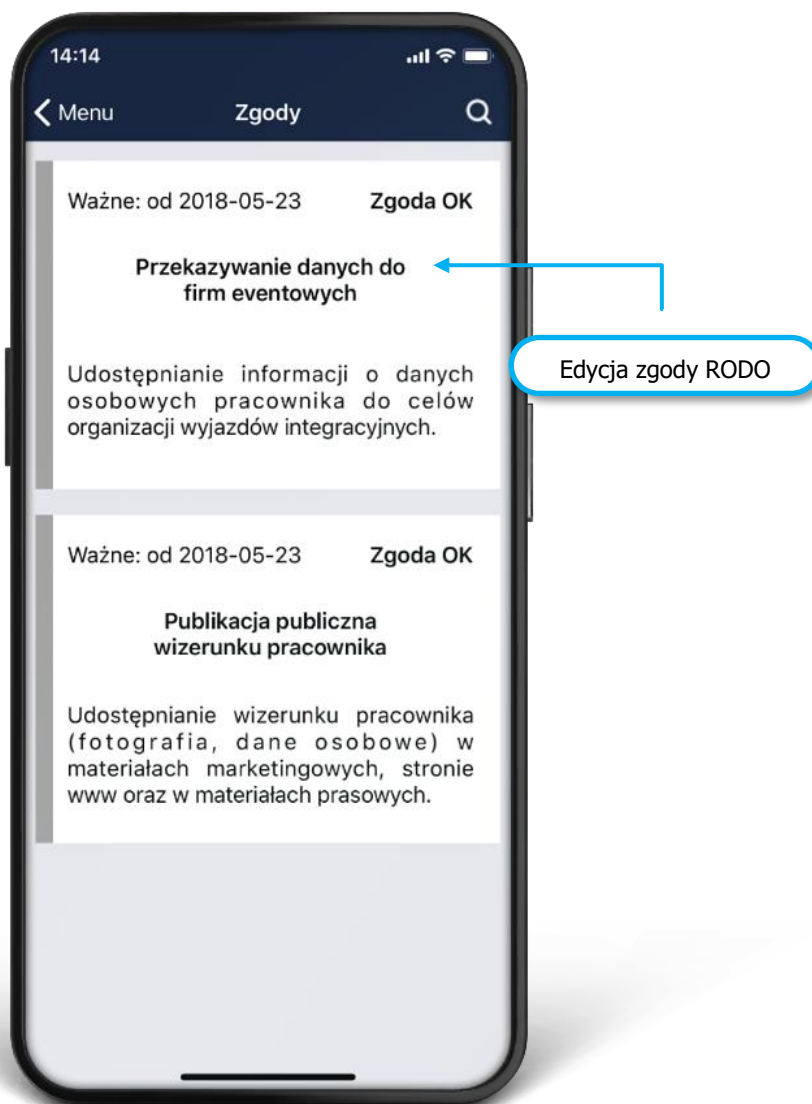 14:14
Menu
Zgody
Ważne: od 2018-05-23 Zgoda OK
Przekazywanie danych do
firm eventowych
Edycja zgody RODO
Udostępnianie informacji o danych
osobowych pracownika do celów
organizacji wyjazdów integracyjnych.
Ważne: od 2018-05-23 Zgoda OK
Publikacja publiczna
wizerunku pracownika
Udostępnianie wizerunku pracownika
(fotografia, dane osobowe) w
materiałach marketingowych, stronie
www oraz w materiałach prasowych.